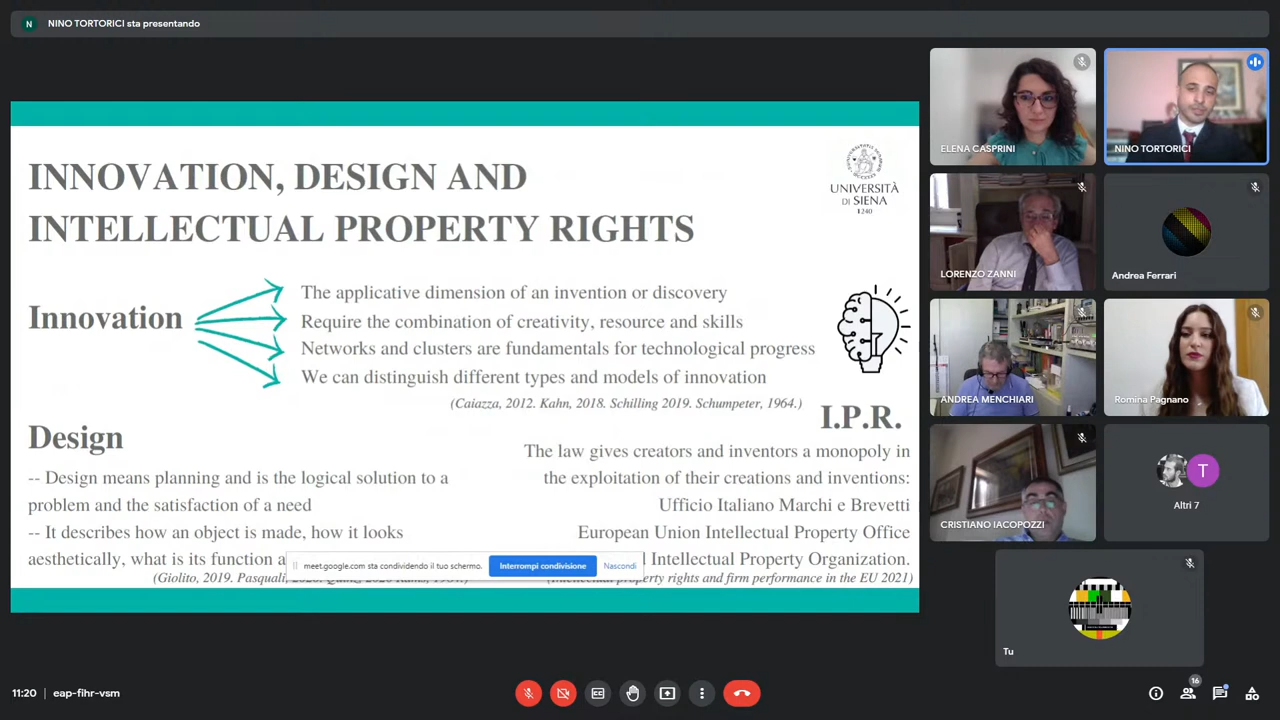 N NINO TORTORICI sta presentando
INNOVATION, DESIGN AND
INTELLECTUAL PROPERTY RIGHTS
UNIVERSITÀ
DI SIENA
1240
Innovation
The applicative dimension of an invention or discovery
Require the combination of creativity, resource and skills
Networks and clusters are fundamentals for technological progress
We can distinguish different types and models of innovation
(Caiazza, 2012. Kahn, 2018. Schilling 2019. Schumpeter, 1964.)
Design
-- Design means planning and is the logical solution to a
problem and the satisfaction of a need
-- It describes how an object is made, how it looks
aesthetically, what is its function
(Giolito, 2019. Pasquali,
I.P.R.
The law gives creators and inventors a monopoly in
the exploitation of their creations and inventions:
Ufficio Italiano Marchi e Brevetti
European Union Intellectual Property Office
Intellectual Property Organization.
property rights and firm performance in the EU 2021)
meet.google.com sta condividendo il tuo schermo. Interrompi condivisione Nascondi
ELENA CASPRINI
NINO TORTORICI
LORENZO ZANNI
Andrea Ferrari
ANDREA MENCHIARI
Romina Pagnano
CRISTIANO IACOPOZZI
T
Altri 7
Tu
11:20 eap-fihr-vsm
16